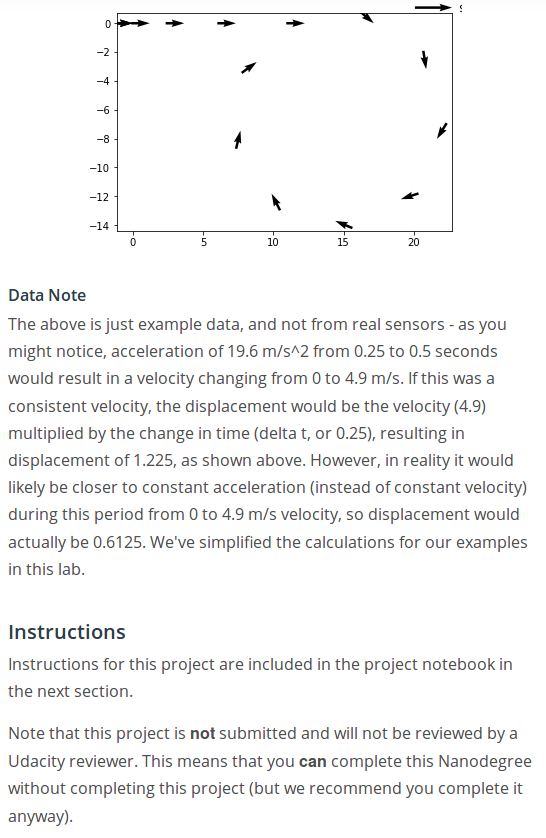 0
−2
−4
−6
−8
−10
−12
−14
0 5 10 15 20
Data Note
The above is just example data, and not from real sensors - as you
might notice, acceleration of 19.6 m/s^2 from 0.25 to 0.5 seconds
would result in a velocity changing from 0 to 4.9 m/s. If this was a
consistent velocity, the displacement would be the velocity (4.9)
multiplied by the change in time (delta t, or 0.25), resulting in
displacement of 1.225, as shown above. However, in reality it would
likely be closer to constant acceleration (instead of constant velocity)
during this period from 0 to 4.9 m/s velocity, so displacement would
actually be 0.6125. We've simplified the calculations for our examples
in this lab.
Instructions
Instructions for this project are included in the project notebook in
the next section.
Note that this project is not submitted and will not be reviewed by a
Udacity reviewer. This means that you can complete this Nanodegree
without completing this project (but we recommend you complete it
anyway).